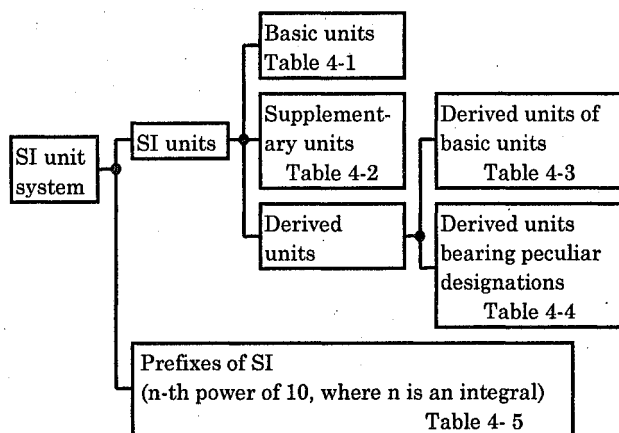 Basic units
Table 4-1
SI unit
system
SI units
Supplement-
ary units
Table 4-2
Derived
units
Derived units of
basic units
Table 4-3
Derived units
bearing peculiar
designations
Table 4-4
Prefixes of SI
(n-th power of 10, where n is an integral)
Table 4- 5